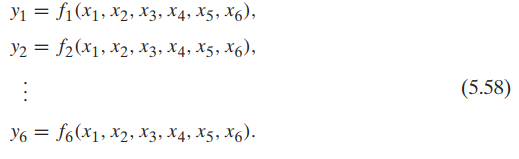 y₁ = f₁(x₁, x₂, x₃, x₄, x₅, x₆),
y₂ = f₂(x₁, x₂, x₃, x₄, x₅, x₆),
⋮ (5.58)
y₆ = f₆(x₁, x₂, x₃, x₄, x₅, x₆).